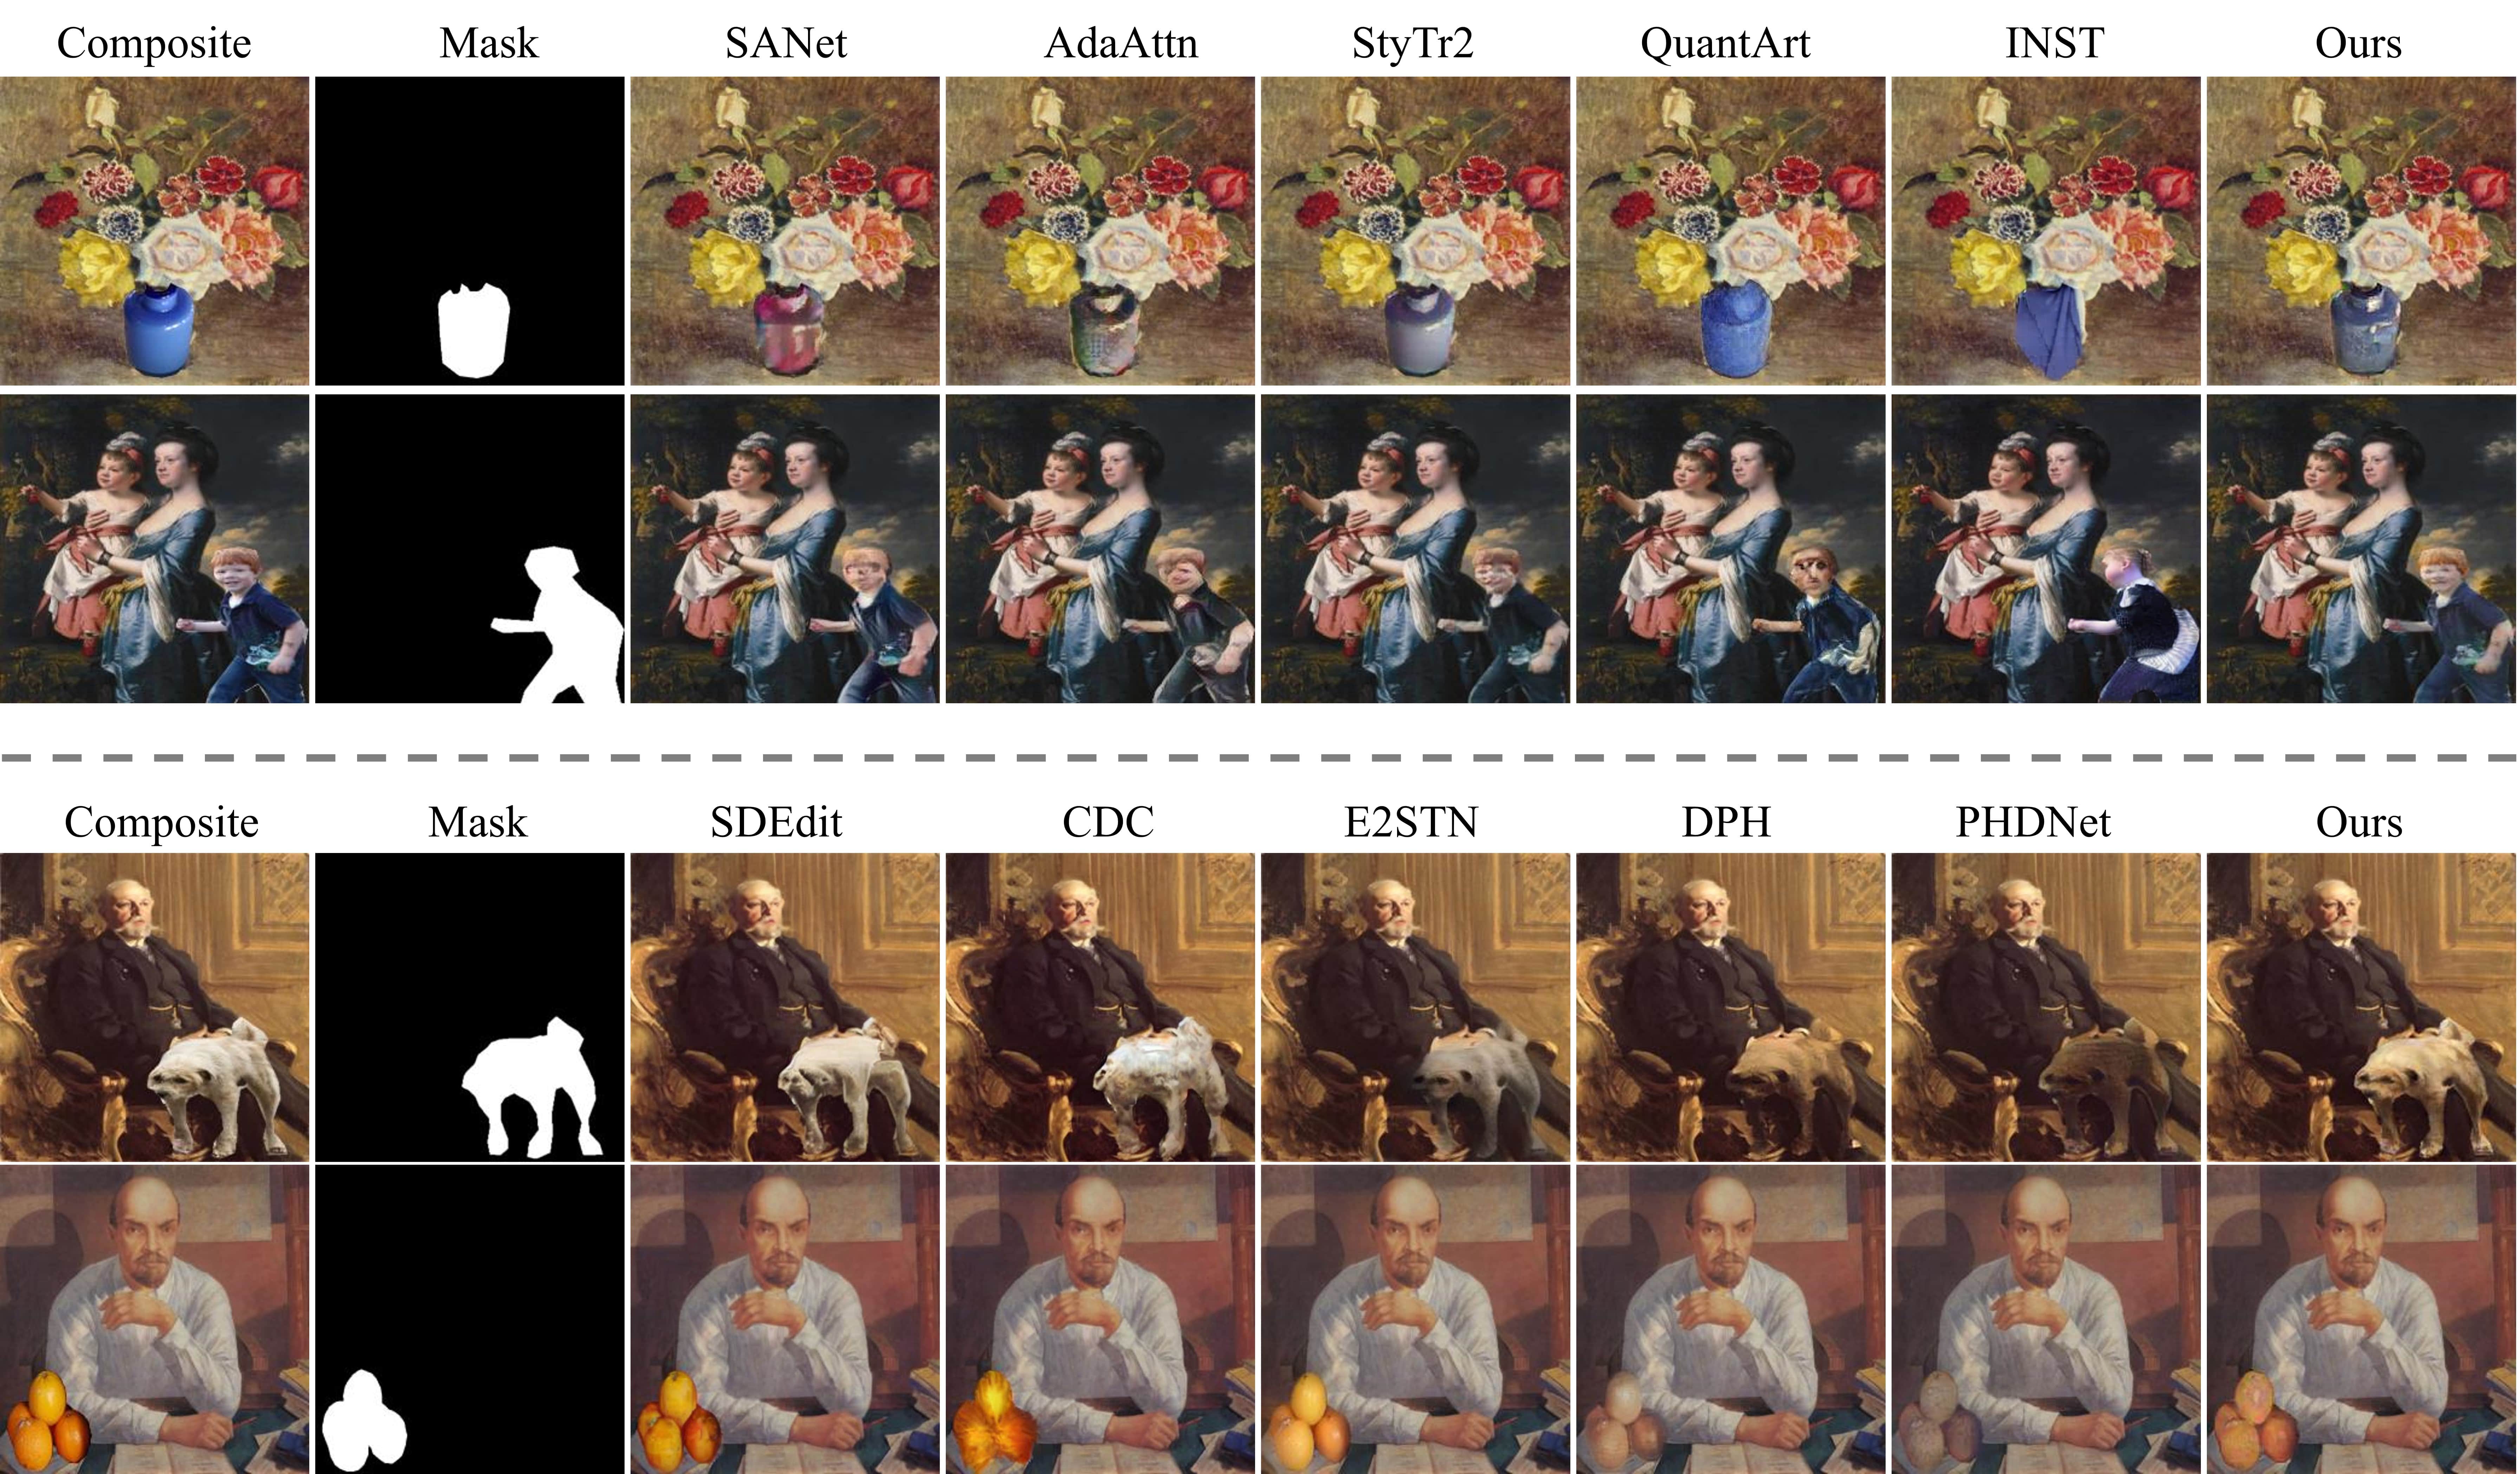 Composite Mask SANet AdaAttn StyTr2 QuantArt INST Ours
Composite Mask SDEdit CDC E2STN DPH PHDNet Ours